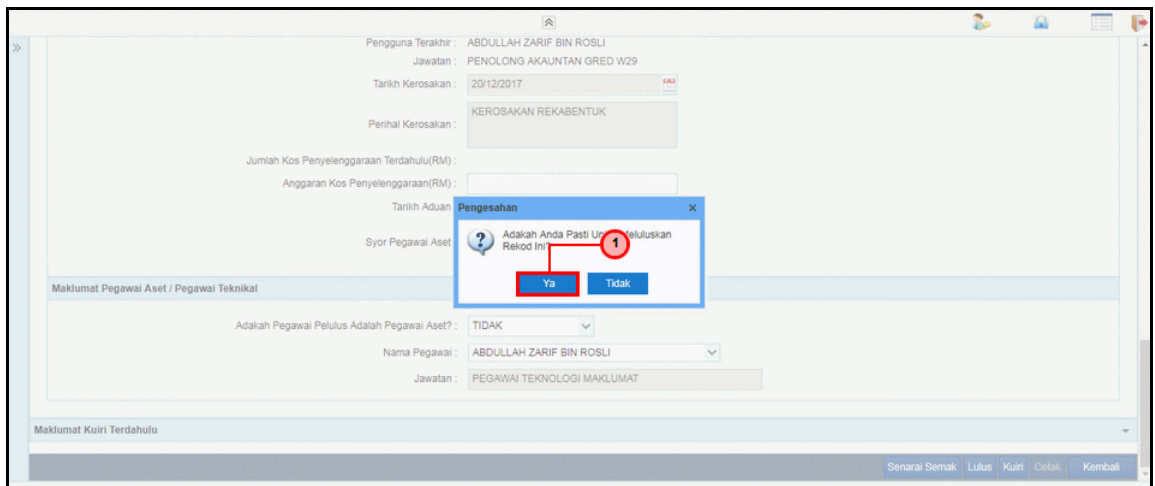 Pengguna Terakhir : ABDULLAH ZARIF BIN ROSLI
Jawatan : PENOLONG AKAUNTAN GRED W29
Tarikh Kerosakan : 20/12/2017
Perihal Kerosakan : KEROSAKAN REKABENTUK
Jumlah Kos Penyelenggaraan Terdahulu(RM) :
Anggaran Kos Penyelenggaraan(RM) :
Tarikh Aduan
Syor Pegawai Aset
Pengesahan
Adakah Anda Pasti
Rekod Ini?
1
Ya Tidak
Maklumat Pegawai Aset / Pegawai Teknikal
Adakah Pegawai Pelulus Adalah Pegawai Aset? : TIDAK
Nama Pegawai : ABDULLAH ZARIF BIN ROSLI
Jawatan : PEGAWAI TEKNOLOGI MAKLUMAT
Maklumat Kuiri Terdahulu
Senarai Semak Lulus Kuiri Cetak Kembali